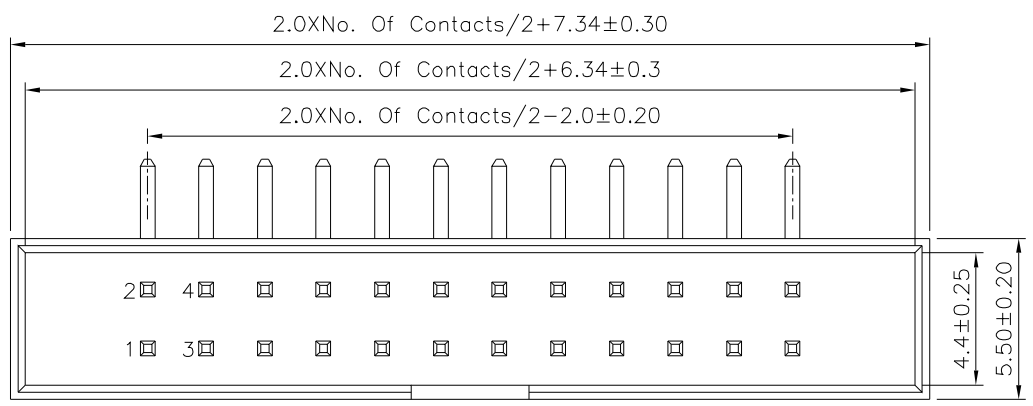 2.0XNo. Of Contacts/2+7.34±0.30
2.0XNo. Of Contacts/2+6.34±0.3
2.0XNo. Of Contacts/2-2.0±0.20
2 4
1 3
4.4±0.25
5.50±0.20